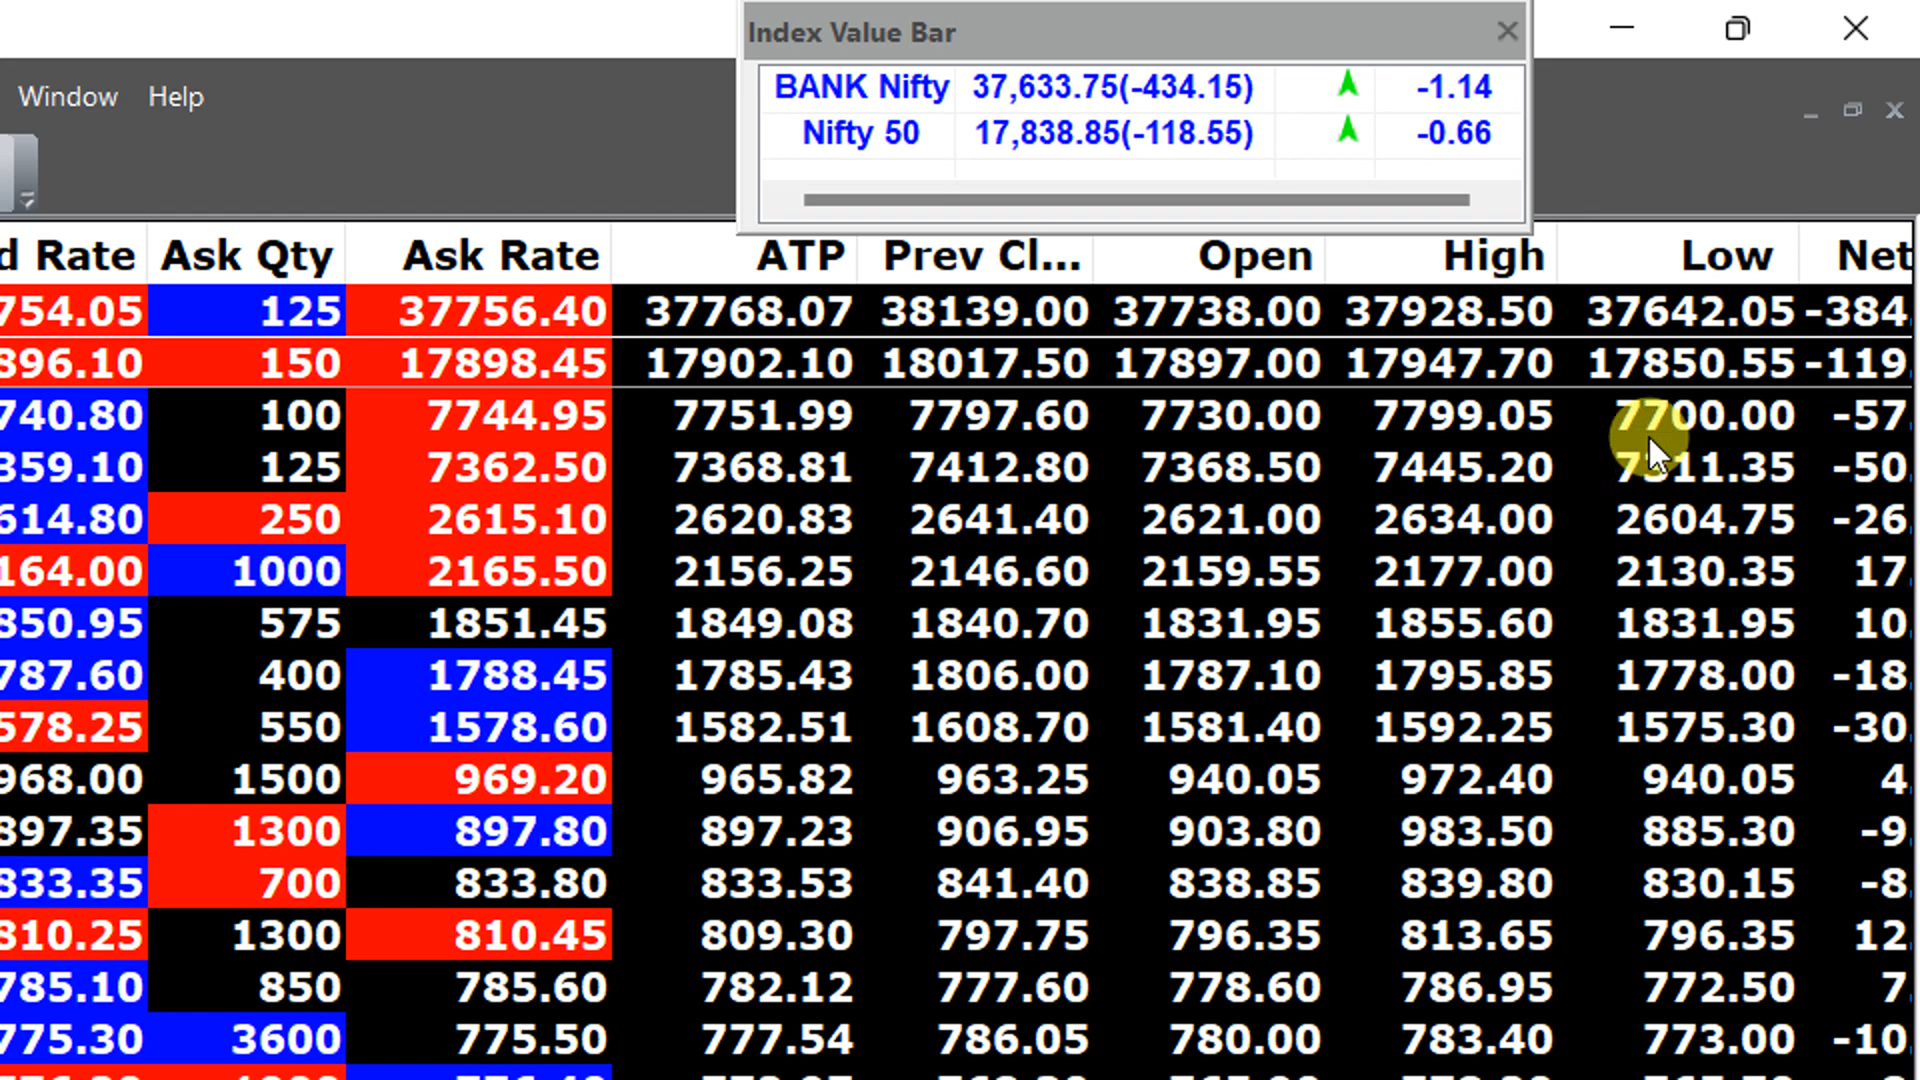 Index Value Bar
BANK Nifty 37,633.75(-434.15) -1.14
Nifty 50 17,838.85(-118.55) -0.66
Window Help
d Rate Ask Qty Ask Rate ATP Prev Cl... Open High Low Net
754.05 125 37756.40 37768.07 38139.00 37738.00 37928.50 37642.05 -384.
896.10 150 17898.45 17902.10 18017.50 17897.00 17947.70 17850.55 -119.
740.80 100 7744.95 7751.99 7797.60 7730.00 7799.05 7700.00 -57.
359.10 125 7362.50 7368.81 7412.80 7368.50 7445.20 -50.
614.80 250 2615.10 2620.83 2641.40 2621.00 2634.00 2604.75 -26.
164.00 1000 2165.50 2156.25 2146.60 2159.55 2177.00 2130.35 17.
850.95 575 1851.45 1849.08 1840.70 1831.95 1855.60 1831.95 10.
787.60 400 1788.45 1785.43 1806.00 1787.10 1795.85 1778.00 -18.
578.25 550 1578.60 1582.51 1608.70 1581.40 1592.25 1575.30 -30.
968.00 1500 969.20 965.82 963.25 940.05 972.40 940.05 4.
897.35 1300 897.80 897.23 906.95 903.80 983.50 885.30 -9.
833.35 700 833.80 833.53 841.40 838.85 839.80 830.15 -8.
810.25 1300 810.45 809.30 797.75 796.35 813.65 796.35 12.
785.10 850 785.60 782.12 777.60 778.60 786.95 772.50 7.
775.30 3600 775.50 777.54 786.05 780.00 783.40 773.00 -10.